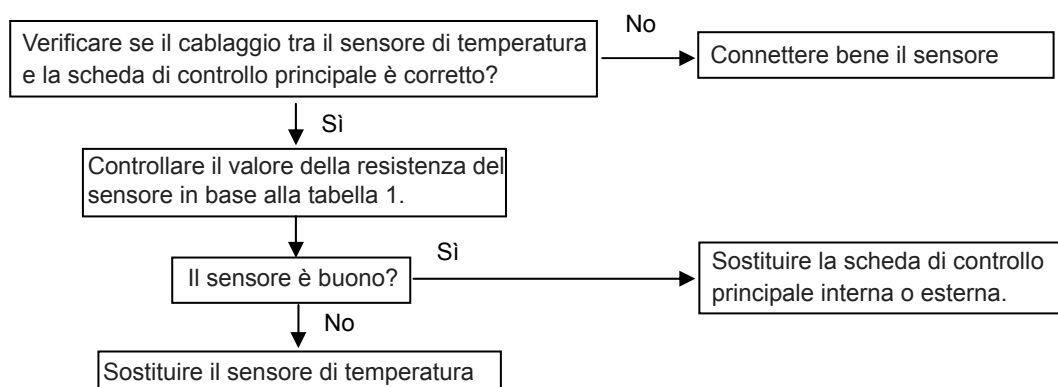 Verificare se il cablaggio tra il sensore di temperatura
e la scheda di controllo principale è corretto?
No
Connettere bene il sensore
Sì
Controllare il valore della resistenza del
sensore in base alla tabella 1.
Il sensore è buono?
Sì
Sostituire la scheda di controllo
principale interna o esterna.
No
Sostituire il sensore di temperatura